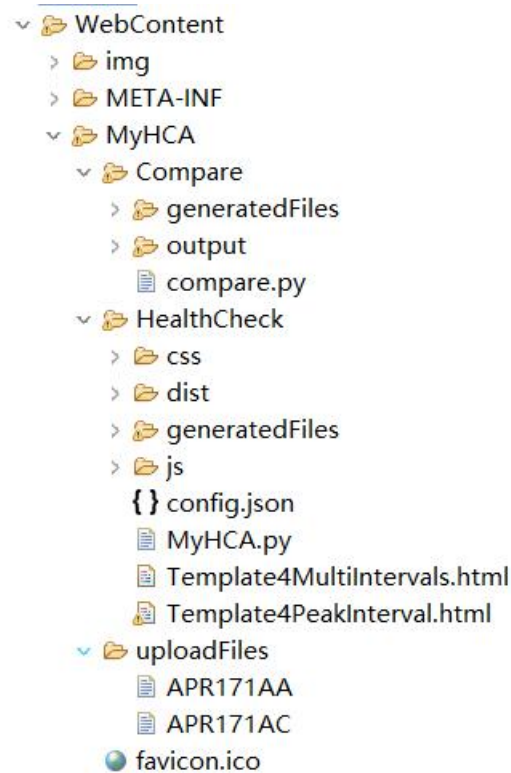 WebContent
img
META-INF
MyHCA
Compare
generatedFiles
output
compare.py
HealthCheck
css
dist
generatedFiles
js
{ } config.json
MyHCA.py
Template4MultiIntervals.html
Template4PeakInterval.html
uploadFiles
APR171AA
APR171AC
favicon.ico